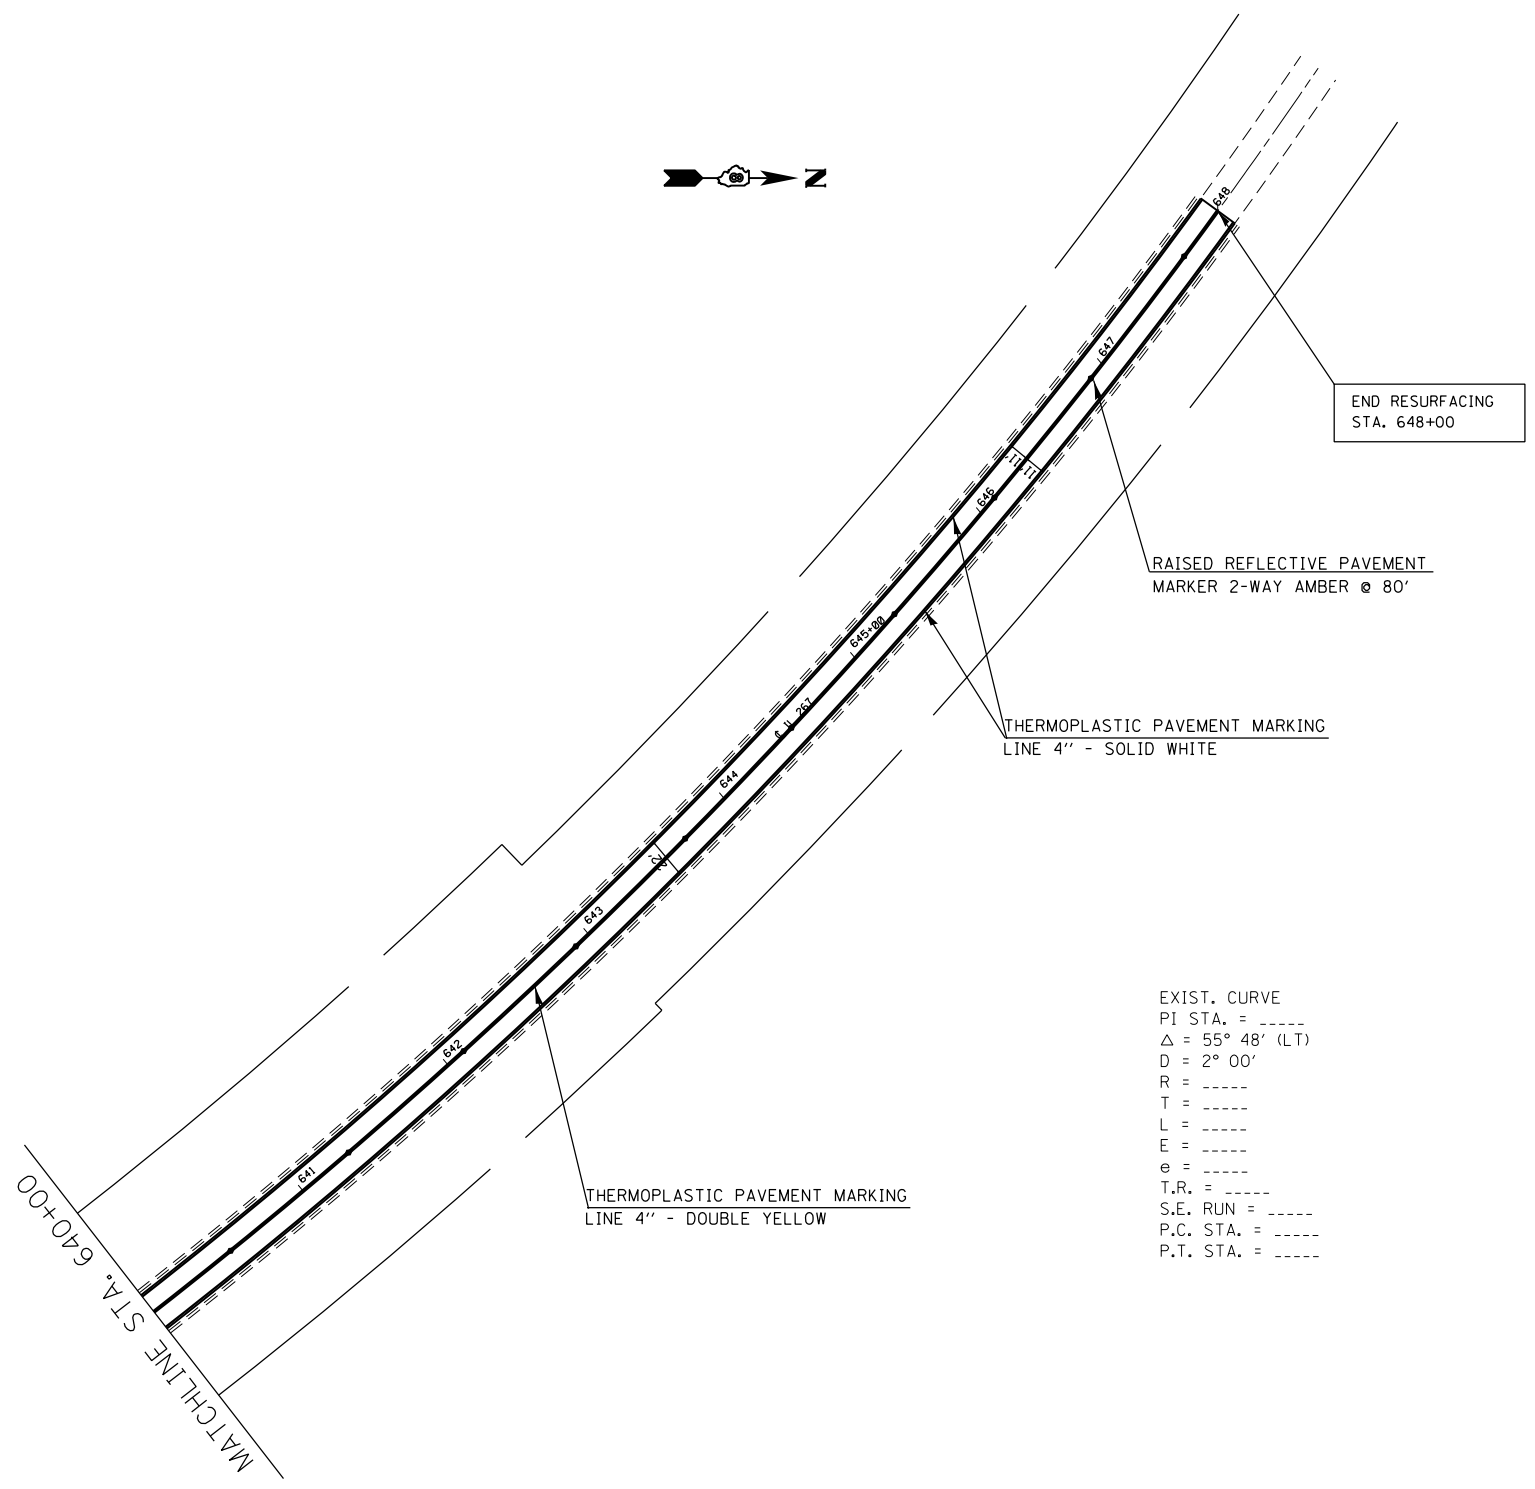 N
648
647
END RESURFACING
STA. 648+00
11'
11'
646
RAISED REFLECTIVE PAVEMENT
MARKER 2-WAY AMBER @ 80'
645+00
℄ IL 267
THERMOPLASTIC PAVEMENT MARKING
LINE 4'' - SOLID WHITE
644
643
642
EXIST. CURVE
PI STA. = _____
△ = 55° 48' (LT)
D = 2° 00'
R = _____
T = _____
L = _____
E = _____
e = _____
T.R. = _____
S.E. RUN = _____
P.C. STA. = _____
P.T. STA. = _____
641
THERMOPLASTIC PAVEMENT MARKING
LINE 4'' - DOUBLE YELLOW
MATCHLINE STA. 640+00